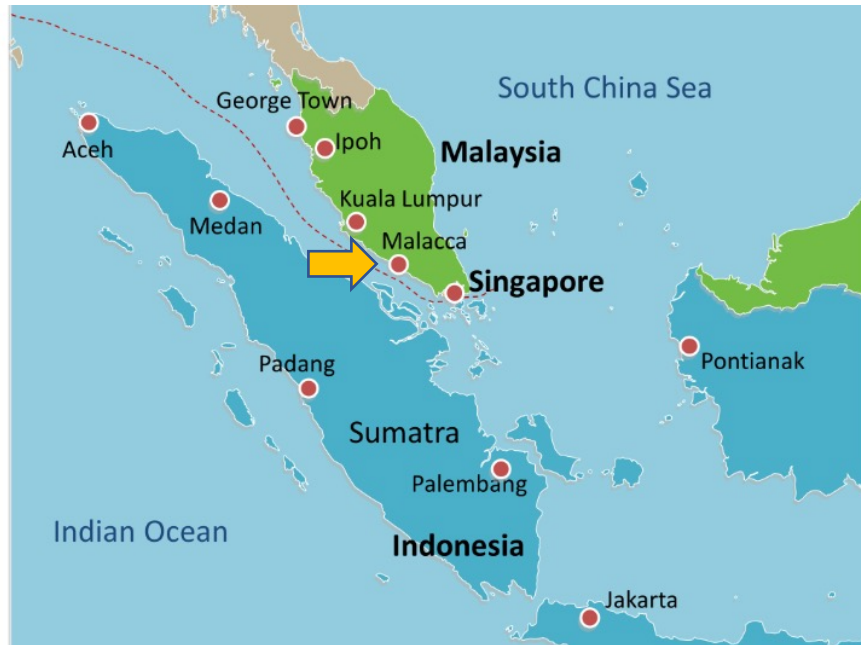 South China Sea
George Town
Aceh
Ipoh
Malaysia
Kuala Lumpur
Medan
Malacca
Singapore
Padang
Pontianak
Sumatra
Palembang
Indian Ocean
Indonesia
Jakarta